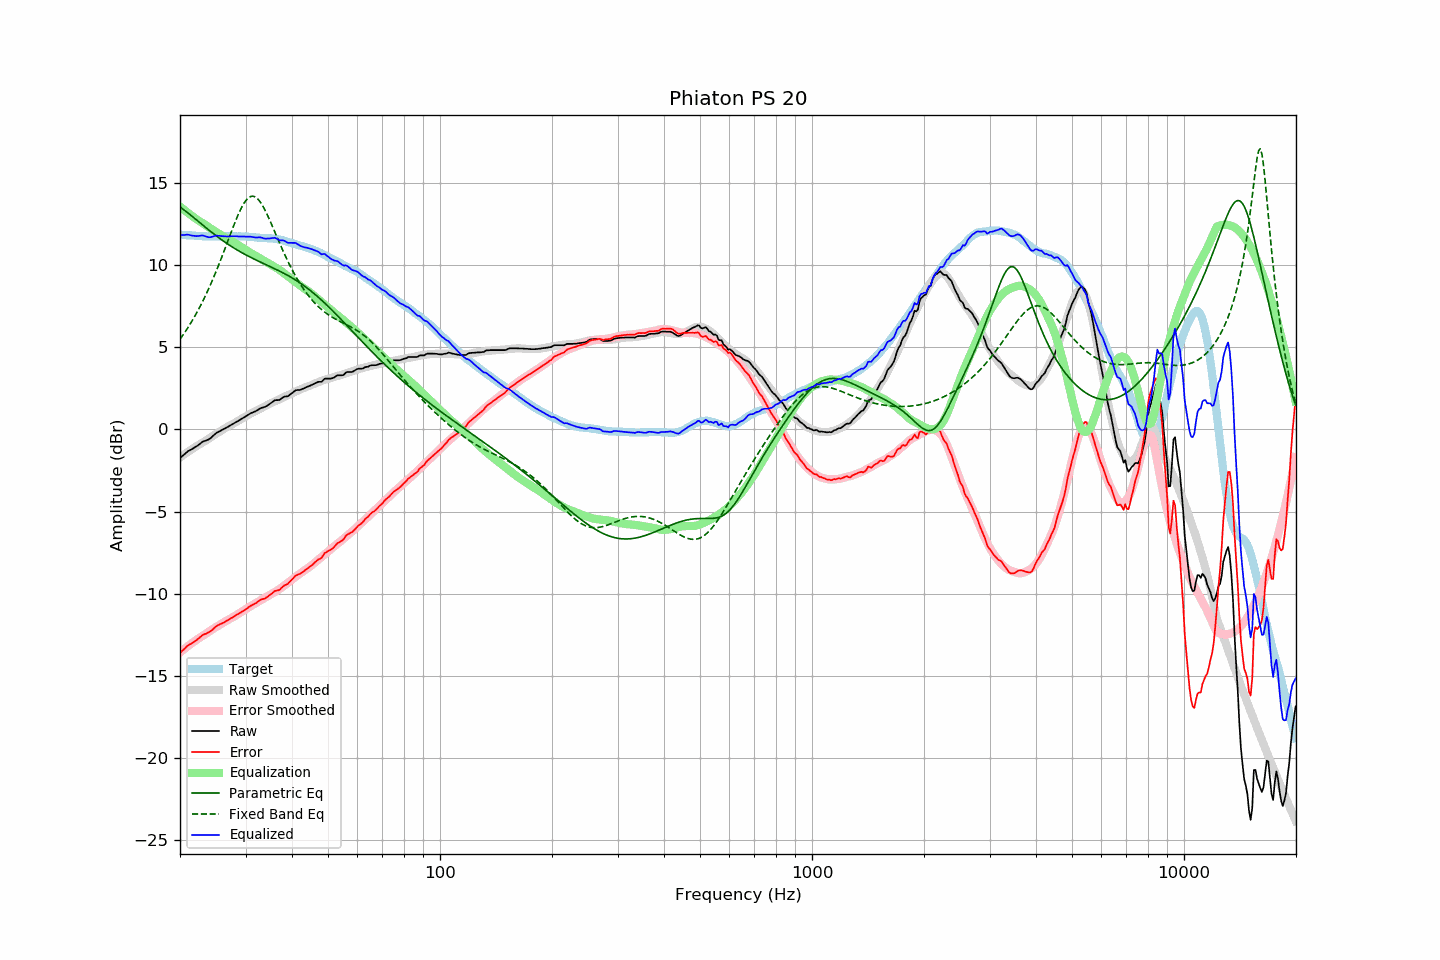 Phiaton PS 20
Amplitude (dBr)
15
10
5
0
−5
−10
−15
−20
−25
Target
Raw Smoothed
Error Smoothed
Raw
Error
Equalization
Parametric Eq
Fixed Band Eq
Equalized
100
1000
10000
Frequency (Hz)